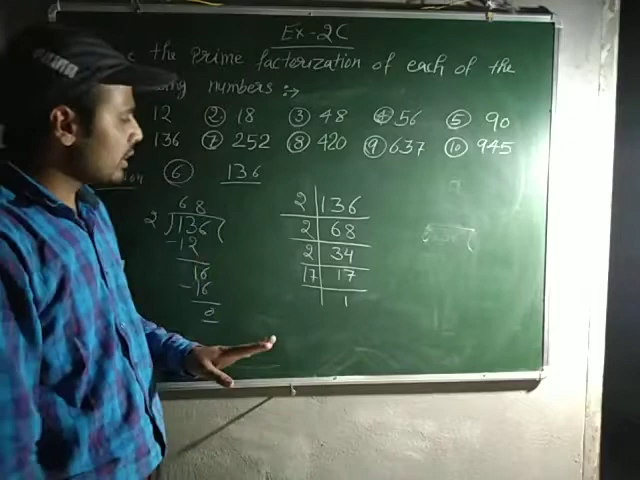 Ex-2C
the Prime factorization of each of the
numbers :-
12 ② 18 ③ 48 ④ 56 ⑤ 90
136 ⑦ 252 ⑧ 420 ⑨ 637 ⑩ 945
⑥ 136
68
2 136
-12
16
-16
0
2 136
2 68
2 34
17 17
1